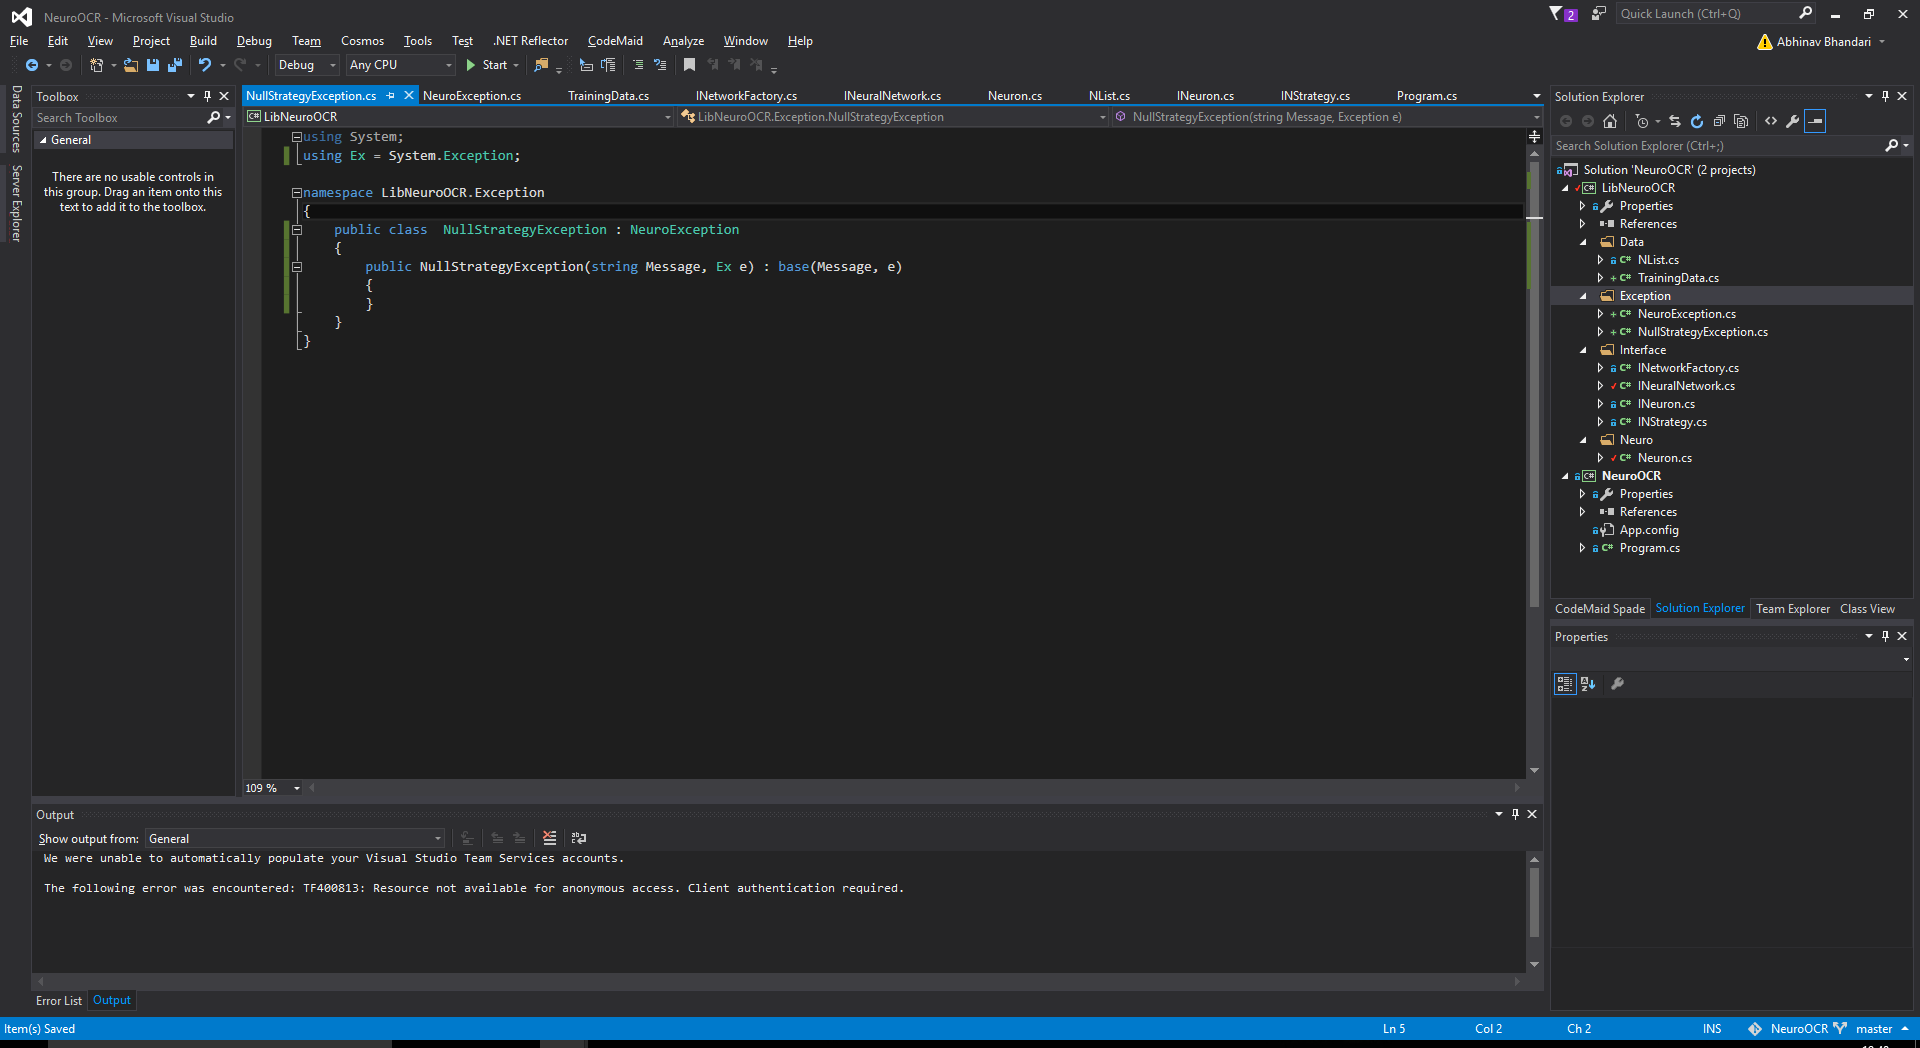 NeuroOCR - Microsoft Visual Studio
2
Quick Launch (Ctrl+Q)
File Edit View Project Build Debug Team Cosmos Tools Test .NET Reflector CodeMaid Analyze Window Help
Abhinav Bhandari
Debug Any CPU Start
Data Sources
Server Explorer
Toolbox
Search Toolbox
General
There are no usable controls in
this group. Drag an item onto this
text to add it to the toolbox.
NullStrategyException.cs NeuroException.cs TrainingData.cs INetworkFactory.cs INeuralNetwork.cs Neuron.cs NList.cs INeuron.cs INStrategy.cs Program.cs
LibNeuroOCR LibNeuroOCR.Exception.NullStrategyException NullStrategyException(string Message, Exception e)
using System;
using Ex = System.Exception;
namespace LibNeuroOCR.Exception
{
public class NullStrategyException : NeuroException
{
public NullStrategyException(string Message, Ex e) : base(Message, e)
{
}
}
}
109 %
Output
Show output from: General
We were unable to automatically populate your Visual Studio Team Services accounts.
The following error was encountered: TF400813: Resource not available for anonymous access. Client authentication required.
Error List Output
Solution Explorer
Search Solution Explorer (Ctrl+;)
Solution 'NeuroOCR' (2 projects)
LibNeuroOCR
Properties
References
Data
NList.cs
TrainingData.cs
Exception
NeuroException.cs
NullStrategyException.cs
Interface
INetworkFactory.cs
INeuralNetwork.cs
INeuron.cs
INStrategy.cs
Neuro
Neuron.cs
NeuroOCR
Properties
References
App.config
Program.cs
CodeMaid Spade Solution Explorer Team Explorer Class View
Properties
Item(s) Saved Ln 5 Col 2 Ch 2 INS NeuroOCR master